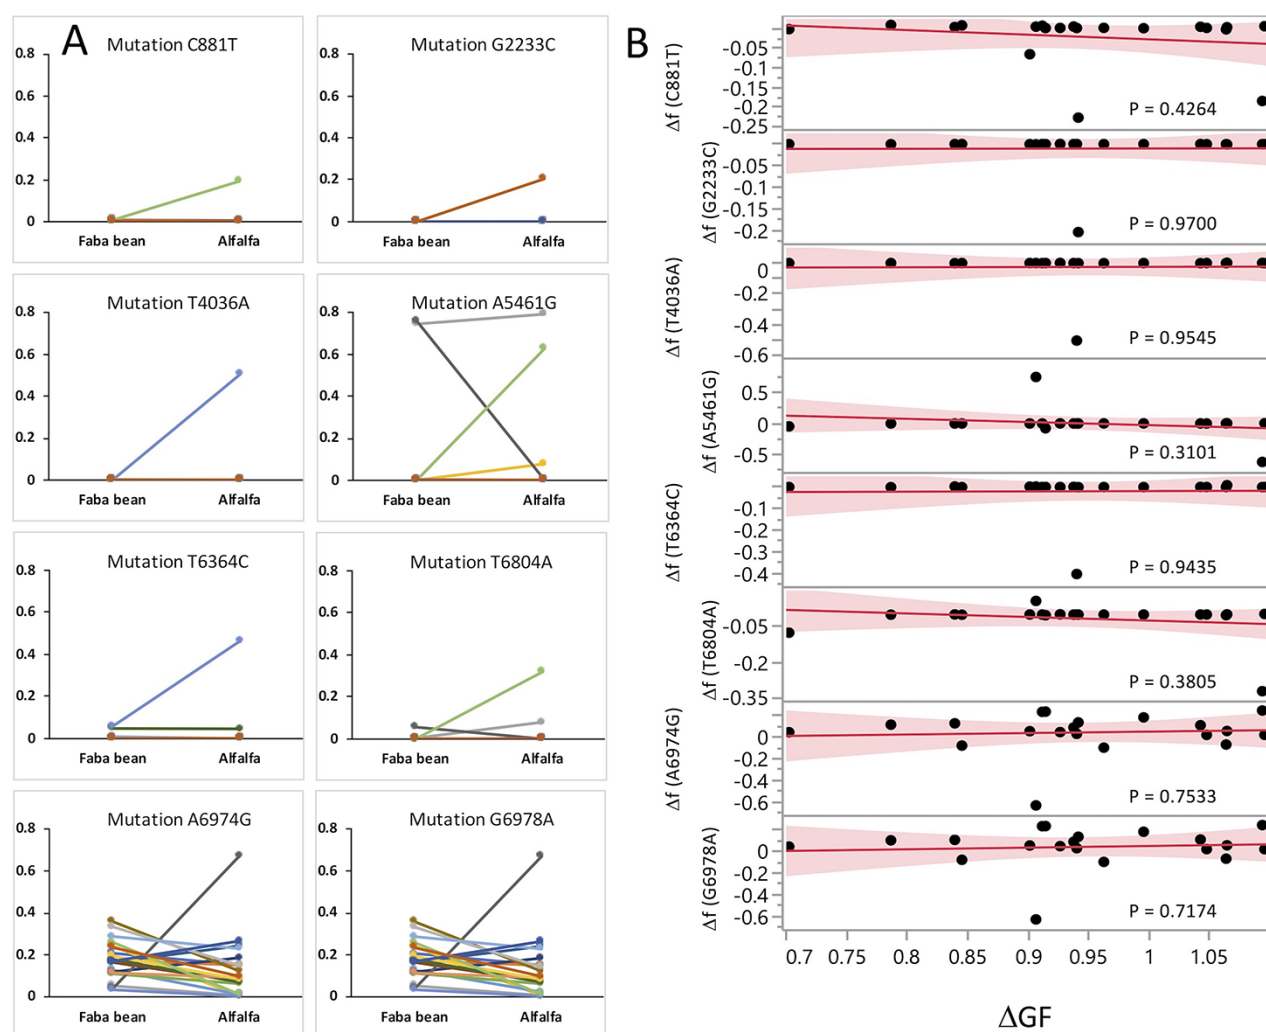 A
Mutation C881T
0.8
0.6
0.4
0.2
0
Faba bean Alfalfa
Mutation G2233C
0.8
0.6
0.4
0.2
0
Faba bean Alfalfa
Mutation T4036A
0.8
0.6
0.4
0.2
0
Faba bean Alfalfa
Mutation A5461G
0.8
0.6
0.4
0.2
0
Faba bean Alfalfa
Mutation T6364C
0.8
0.6
0.4
0.2
0
Faba bean Alfalfa
Mutation T6804A
0.8
0.6
0.4
0.2
0
Faba bean Alfalfa
Mutation A6974G
0.8
0.6
0.4
0.2
0
Faba bean Alfalfa
Mutation G6978A
0.8
0.6
0.4
0.2
0
Faba bean Alfalfa
B
Δf (C881T)
-0.05
-0.1
-0.15
-0.2
-0.25
P = 0.4264
Δf (G2233C)
-0.05
-0.1
-0.15
-0.2
P = 0.9700
Δf (T4036A)
0
-0.2
-0.4
-0.6
P = 0.9545
Δf (A5461G)
0.5
0
-0.5
P = 0.3101
Δf (T6364C)
-0.1
-0.2
-0.3
-0.4
P = 0.9435
Δf (T6804A)
-0.05
-0.2
-0.35
P = 0.3805
Δf (A6974G)
0
-0.2
-0.4
-0.6
P = 0.7533
Δf (G6978A)
0
-0.2
-0.4
-0.6
P = 0.7174
0.7 0.75 0.8 0.85 0.9 0.95 1 1.05
ΔGF